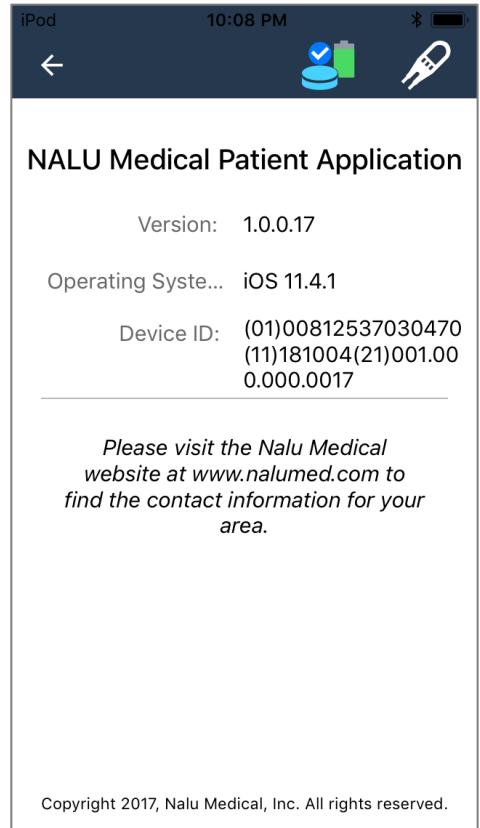 iPod 10:08 PM
NALU Medical Patient Application
Version: 1.0.0.17
Operating Syste... iOS 11.4.1
Device ID: (01)00812537030470
(11)181004(21)001.00
0.000.0017
Please visit the Nalu Medical
website at www.nalumed.com to
find the contact information for your
area.
Copyright 2017, Nalu Medical, Inc. All rights reserved.